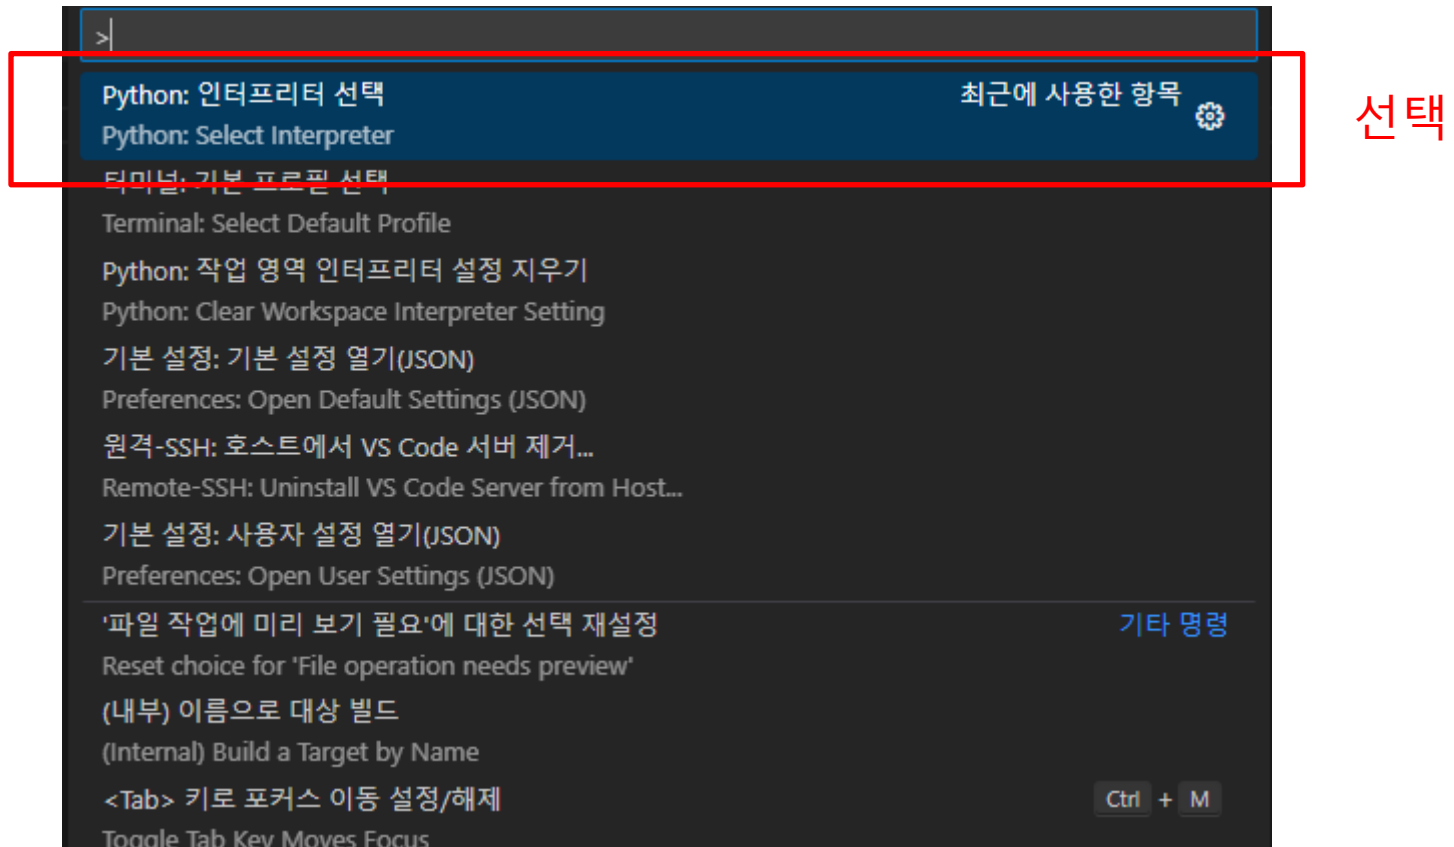 >
Python: 인터프리터 선택
최근에 사용한 항목
선택
Python: Select Interpreter
터미널: 기본 프로필 선택
Terminal: Select Default Profile
Python: 작업 영역 인터프리터 설정 지우기
Python: Clear Workspace Interpreter Setting
기본 설정: 기본 설정 열기(JSON)
Preferences: Open Default Settings (JSON)
원격-SSH: 호스트에서 VS Code 서버 제거...
Remote-SSH: Uninstall VS Code Server from Host...
기본 설정: 사용자 설정 열기(JSON)
Preferences: Open User Settings (JSON)
'파일 작업에 미리 보기 필요'에 대한 선택 재설정
기타 명령
Reset choice for 'File operation needs preview'
(내부) 이름으로 대상 빌드
(Internal) Build a Target by Name
<Tab> 키로 포커스 이동 설정/해제
Ctrl + M
Toggle Tab Key Moves Focus